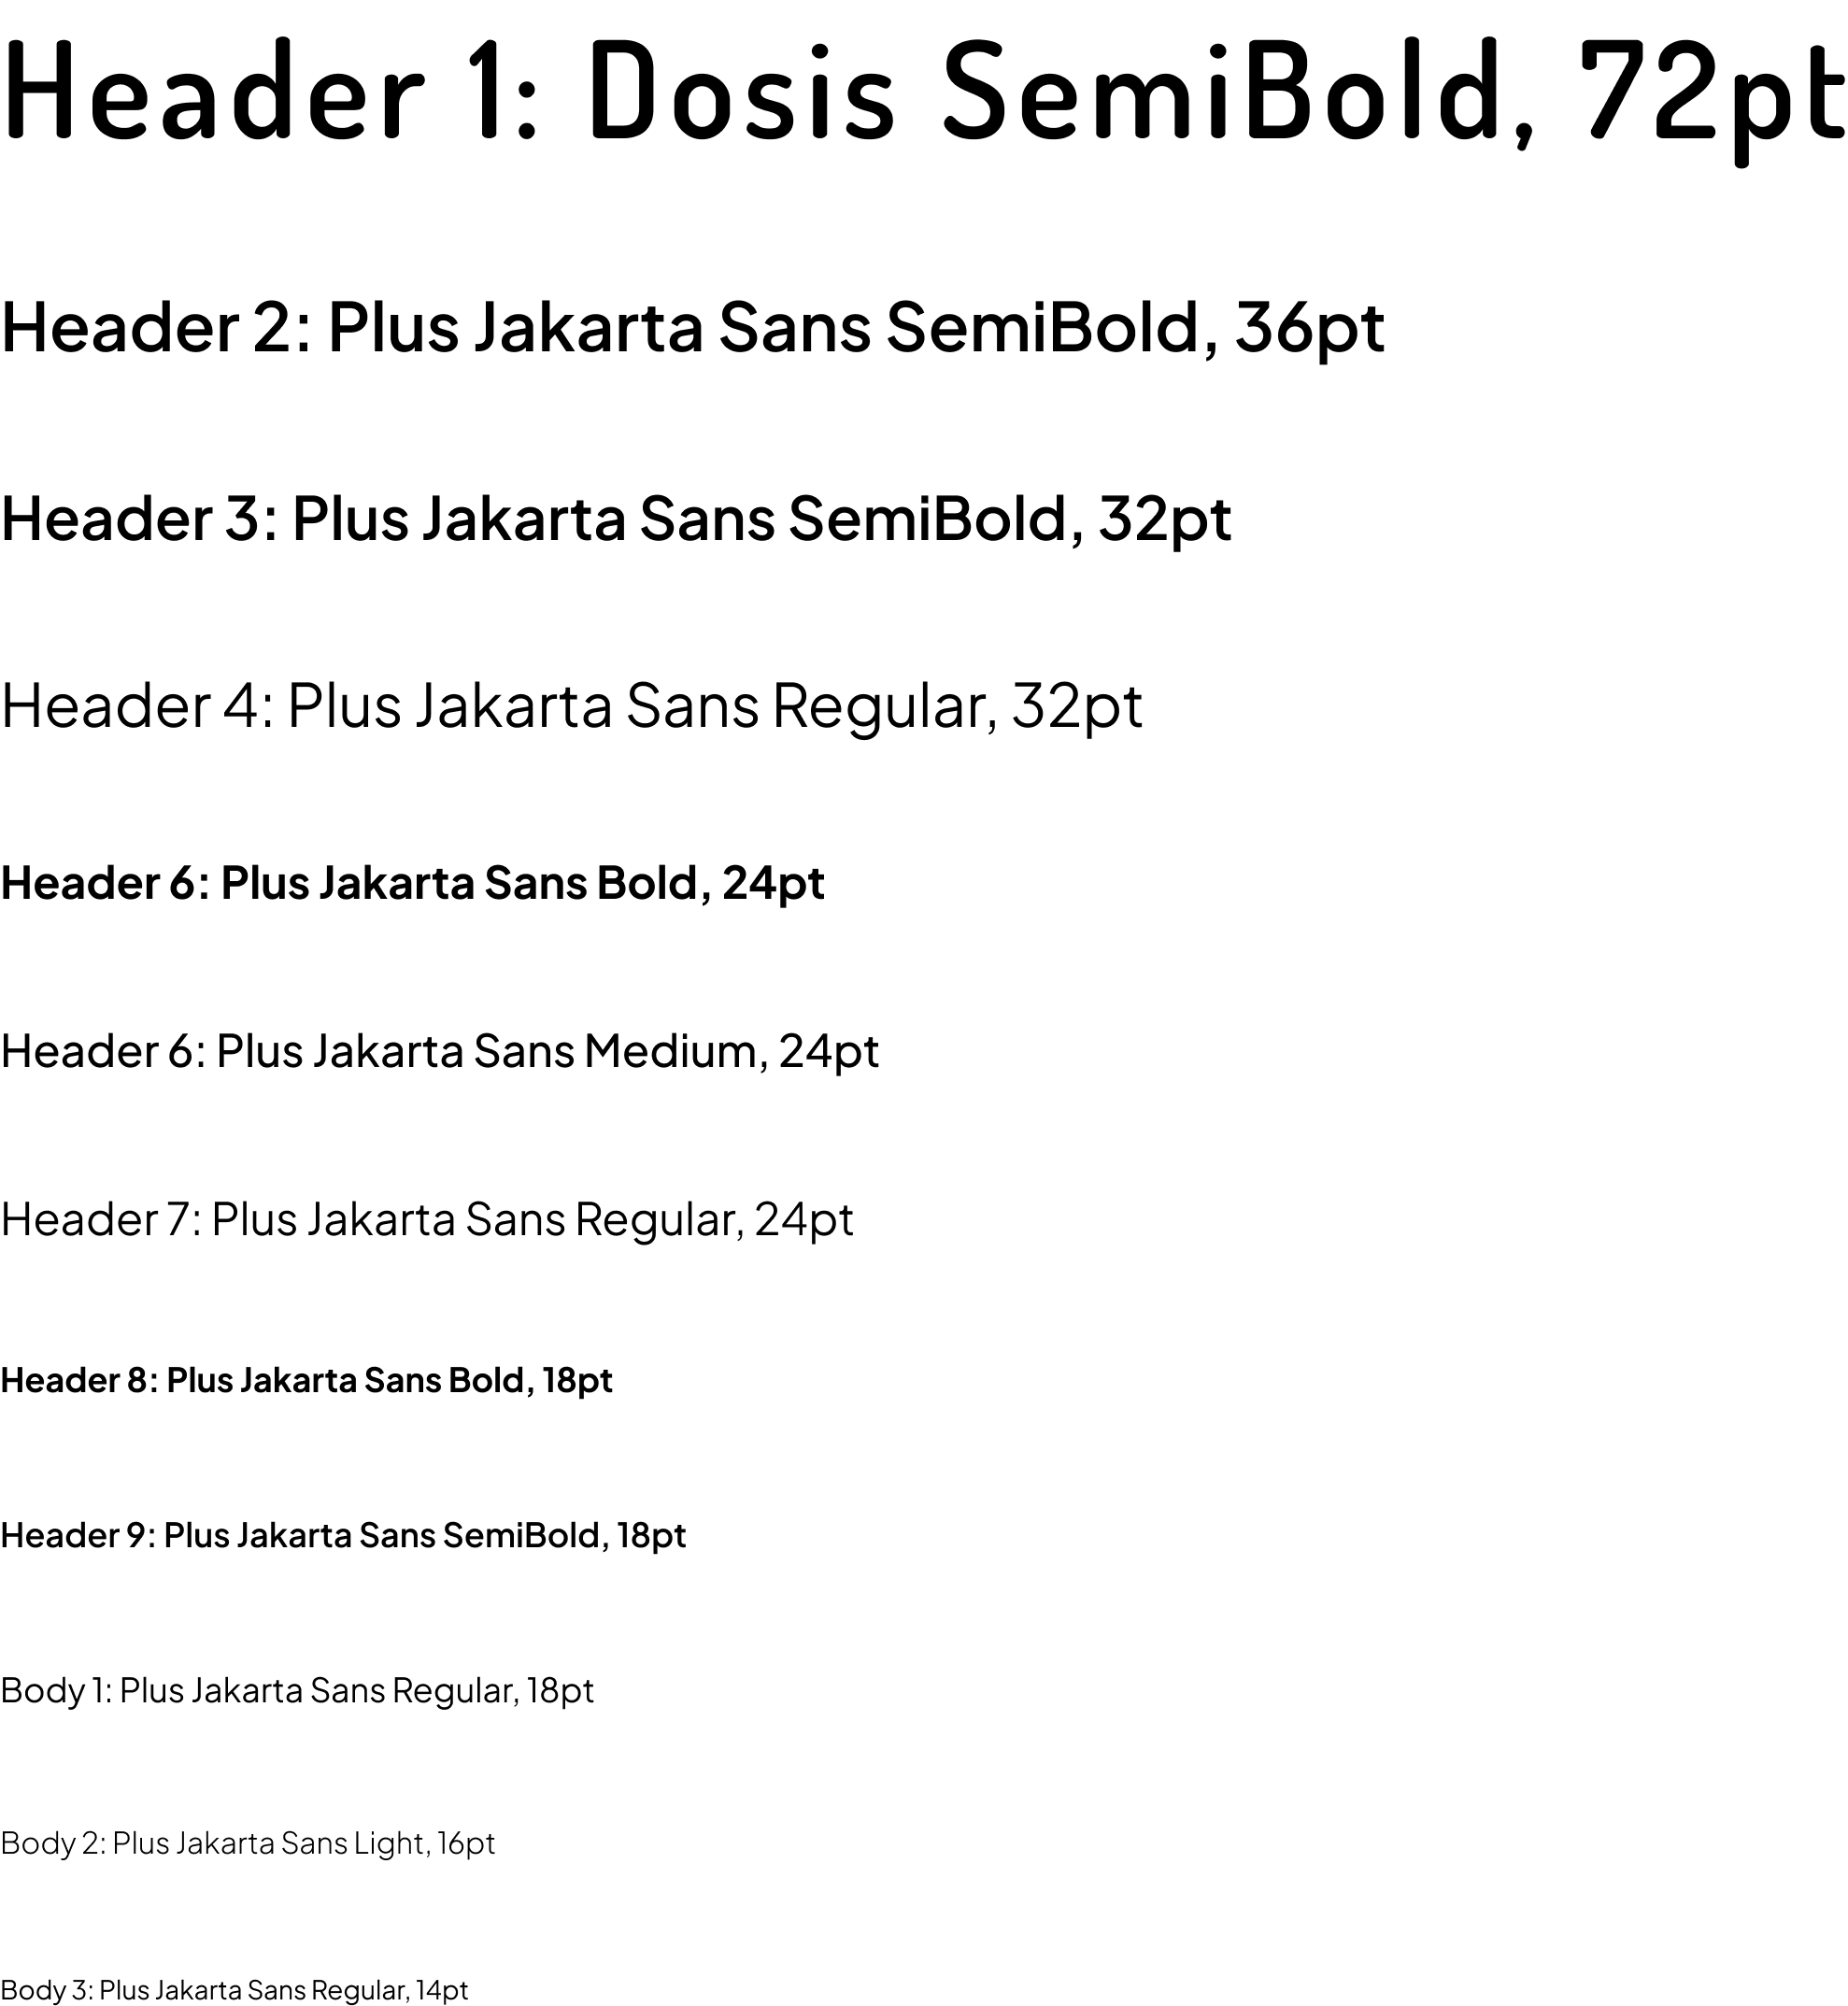 Header 1: Dosis SemiBold, 72pt
Header 2: Plus Jakarta Sans SemiBold, 36pt
Header 3: Plus Jakarta Sans SemiBold, 32pt
Header 4: Plus Jakarta Sans Regular, 32pt
Header 6: Plus Jakarta Sans Bold, 24pt
Header 6: Plus Jakarta Sans Medium, 24pt
Header 7: Plus Jakarta Sans Regular, 24pt
Header 8: Plus Jakarta Sans Bold, 18pt
Header 9: Plus Jakarta Sans SemiBold, 18pt
Body 1: Plus Jakarta Sans Regular, 18pt
Body 2: Plus Jakarta Sans Light, 16pt
Body 3: Plus Jakarta Sans Regular, 14pt